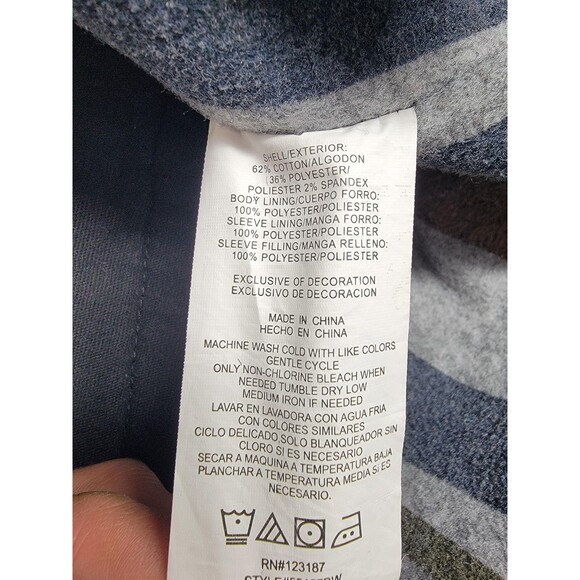 SHELL/EXTERIOR:
62% COTTON/ALGODON
36% POLYESTER/
POLIESTER 2% SPANDEX
BODY LINING/CUERPO FORRO:
100% POLYESTER/POLIESTER
SLEEVE LINING/MANGA FORRO:
100% POLYESTER/POLIESTER
SLEEVE FILLING/MANGA RELLENO:
100% POLYESTER/POLIESTER
EXCLUSIVE OF DECORATION
EXCLUSIVO DE DECORACION
MADE IN CHINA
HECHO EN CHINA
MACHINE WASH COLD WITH LIKE COLORS
GENTLE CYCLE
ONLY NON-CHLORINE BLEACH WHEN
NEEDED TUMBLE DRY LOW
MEDIUM IRON IF NEEDED
LAVAR EN LAVADORA CON AGUA FRIA
CON COLORES SIMILARES
CICLO DELICADO,SOLO BLANQUEADOR SIN
CLORO SI ES NECESARIO
SECAR A MAQUINA A TEMPERATURA BAJA
PLANCHAR A TEMPERATURA MEDIA SI ES
NECESARIO
RN#123187